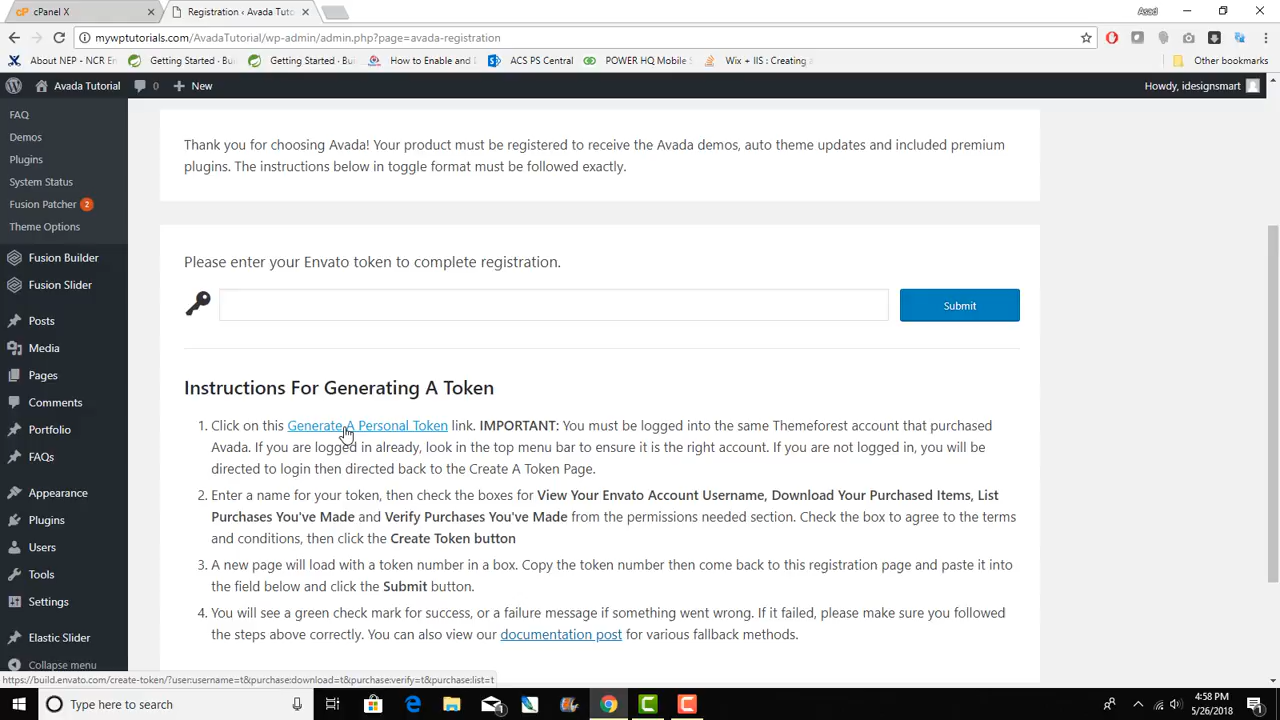 cPanel X
Registration ‹ Avada Tuto
Asad
mywptutorials.com/AvadaTutorial/wp-admin/admin.php?page=avada-registration
About NEP - NCR En
Getting Started · Bui
Getting Started · Bui
How to Enable and
ACS PS Central
POWER HQ Mobile S
Wix + IIS : Creating a
Other bookmarks
Avada Tutorial
0
New
Howdy, idesignsmart
FAQ
Demos
Plugins
System Status
Fusion Patcher 2
Theme Options
Fusion Builder
Fusion Slider
Posts
Media
Pages
Comments
Portfolio
FAQs
Appearance
Plugins
Users
Tools
Settings
Elastic Slider
Collapse menu
Thank you for choosing Avada! Your product must be registered to receive the Avada demos, auto theme updates and included premium
plugins. The instructions below in toggle format must be followed exactly.
Please enter your Envato token to complete registration.
Submit
Instructions For Generating A Token
1. Click on this Generate A Personal Token link. IMPORTANT: You must be logged into the same Themeforest account that purchased
Avada. If you are logged in already, look in the top menu bar to ensure it is the right account. If you are not logged in, you will be
directed to login then directed back to the Create A Token Page.
2. Enter a name for your token, then check the boxes for View Your Envato Account Username, Download Your Purchased Items, List
Purchases You've Made and Verify Purchases You've Made from the permissions needed section. Check the box to agree to the terms
and conditions, then click the Create Token button
3. A new page will load with a token number in a box. Copy the token number then come back to this registration page and paste it into
the field below and click the Submit button.
4. You will see a green check mark for success, or a failure message if something went wrong. If it failed, please make sure you followed
the steps above correctly. You can also view our documentation post for various fallback methods.
https://build.envato.com/create-token/?user:username=t&purchase:download=t&purchase:verify=t&purchase:list=t
Type here to search
4:58 PM
5/26/2018